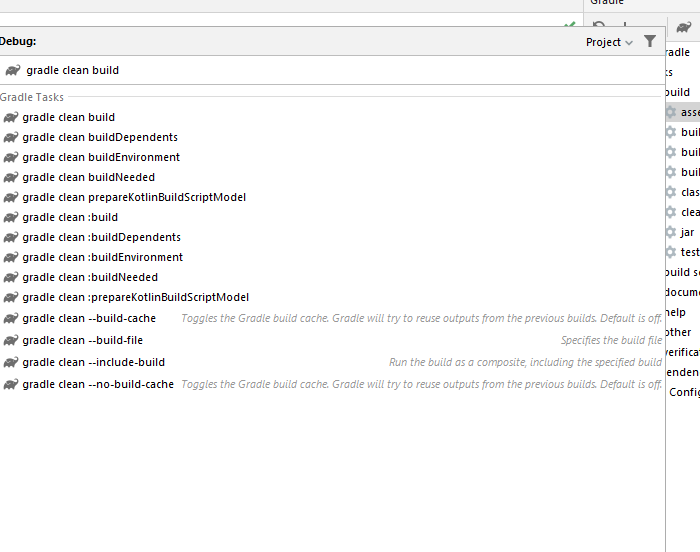 Gradle
Debug:
Project
gradle clean build
Gradle Tasks
gradle clean build
gradle clean buildDependents
gradle clean buildEnvironment
gradle clean buildNeeded
gradle clean prepareKotlinBuildScriptModel
gradle clean :build
gradle clean :buildDependents
gradle clean :buildEnvironment
gradle clean :buildNeeded
gradle clean :prepareKotlinBuildScriptModel
gradle clean --build-cache Toggles the Gradle build cache. Gradle will try to reuse outputs from the previous builds. Default is off.
gradle clean --build-file Specifies the build file
gradle clean --include-build Run the build as a composite, including the specified build
gradle clean --no-build-cache Toggles the Gradle build cache. Gradle will try to reuse outputs from the previous builds. Default is off.
radle
ks
build
asse
buil
buil
buil
clas
clea
jar
test
build se
docume
help
other
verificat
enden
Config